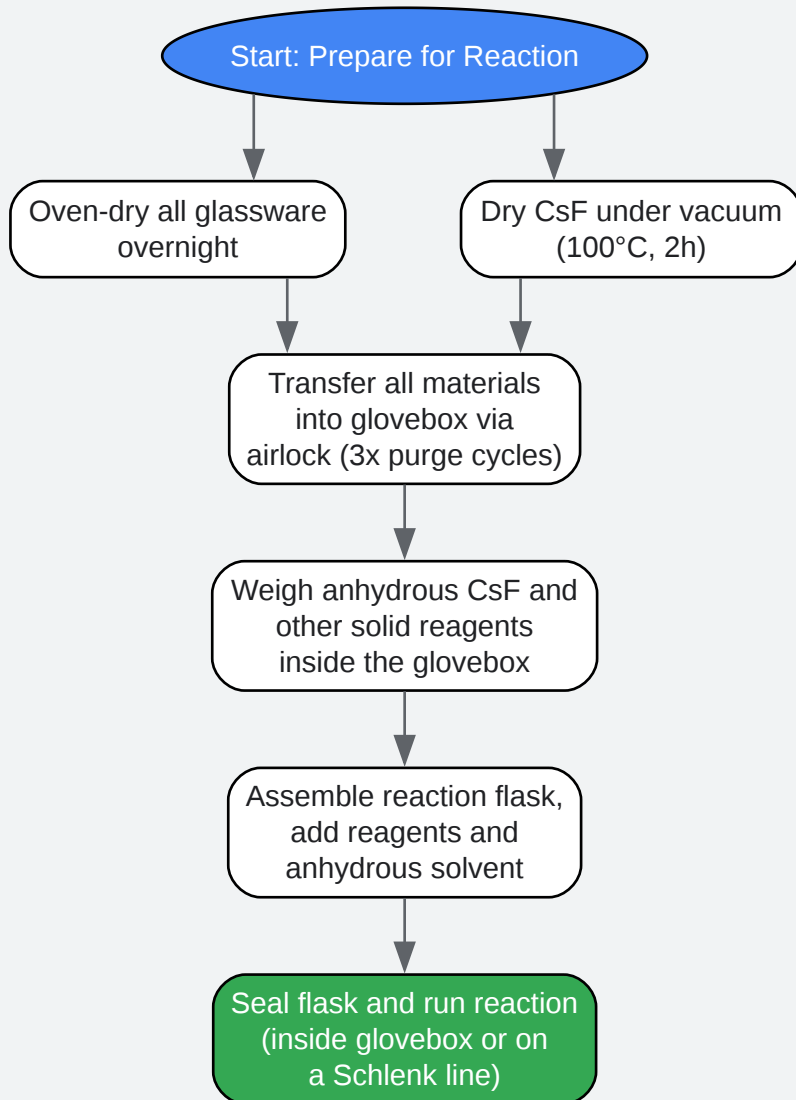 Start: Prepare for Reaction
Oven-dry all glassware
overnight
Dry CsF under vacuum
(100°C, 2h)
Transfer all materials
into glovebox via
airlock (3x purge cycles)
Weigh anhydrous CsF and
other solid reagents
inside the glovebox
Assemble reaction flask,
add reagents and
anhydrous solvent
Seal flask and run reaction
(inside glovebox or on
a Schlenk line)